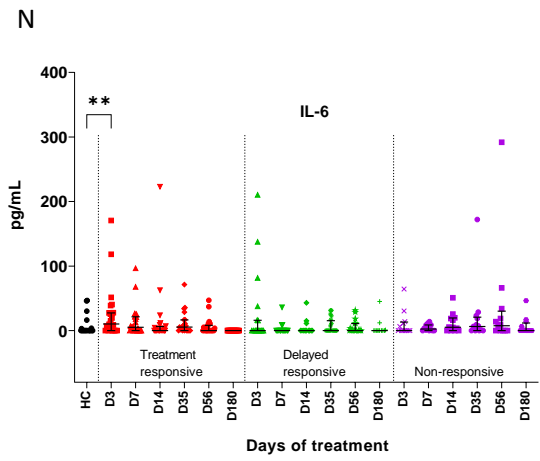 N
400
**
IL-6
300
pg/mL
200
100
0
Treatment
responsive
Delayed
responsive
Non-responsive
HC D3 D7 D14 D35 D56 D180 D3 D7 D14 D35 D56 D180 D3 D7 D14 D35 D56 D180
Days of treatment